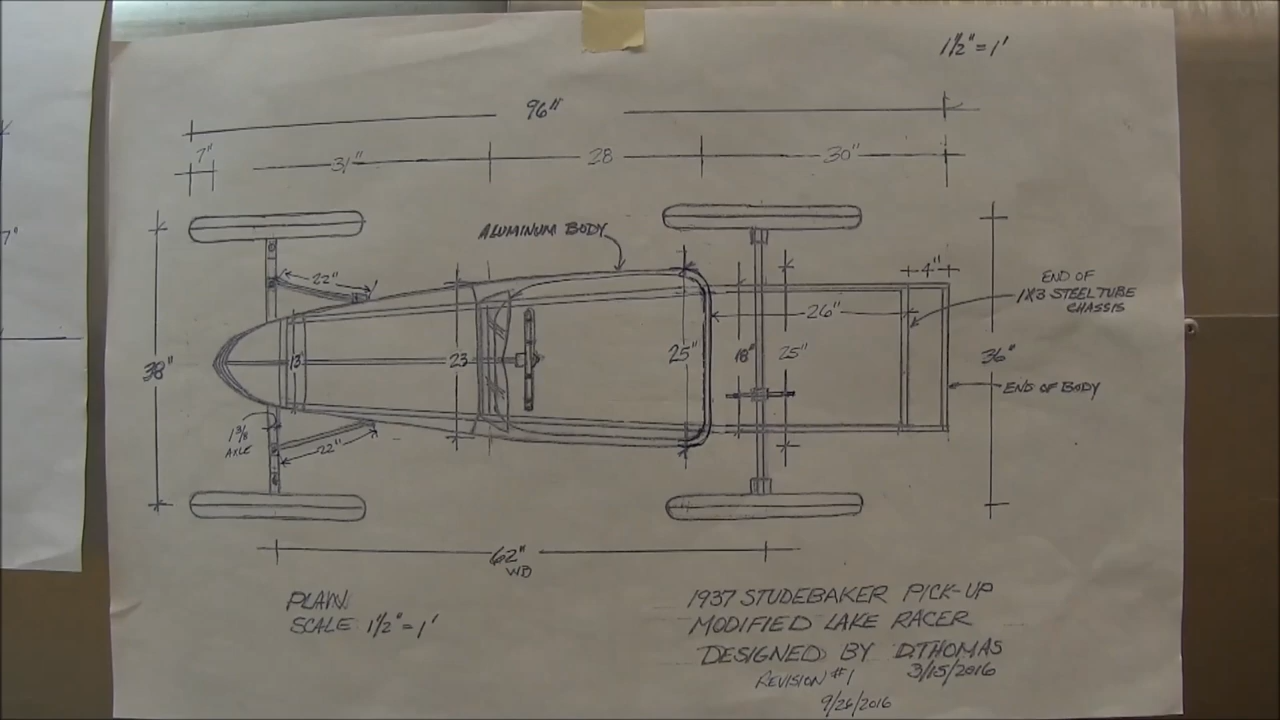 1½" = 1'
96"
7"
31"
28
30"
ALUMINUM BODY
22"
4"
END OF
1X3 STEEL TUBE
CHASSIS
26"
38"
13"
23
25"
18"
25"
36"
END OF BODY
1⅜
AXLE
22"
62"
WD
PLAN
SCALE 1½" = 1'
1937 STUDEBAKER PICK-UP
MODIFIED LAKE RACER
DESIGNED BY D.THOMAS
3/15/2016
REVISION #1
9/26/2016
7"